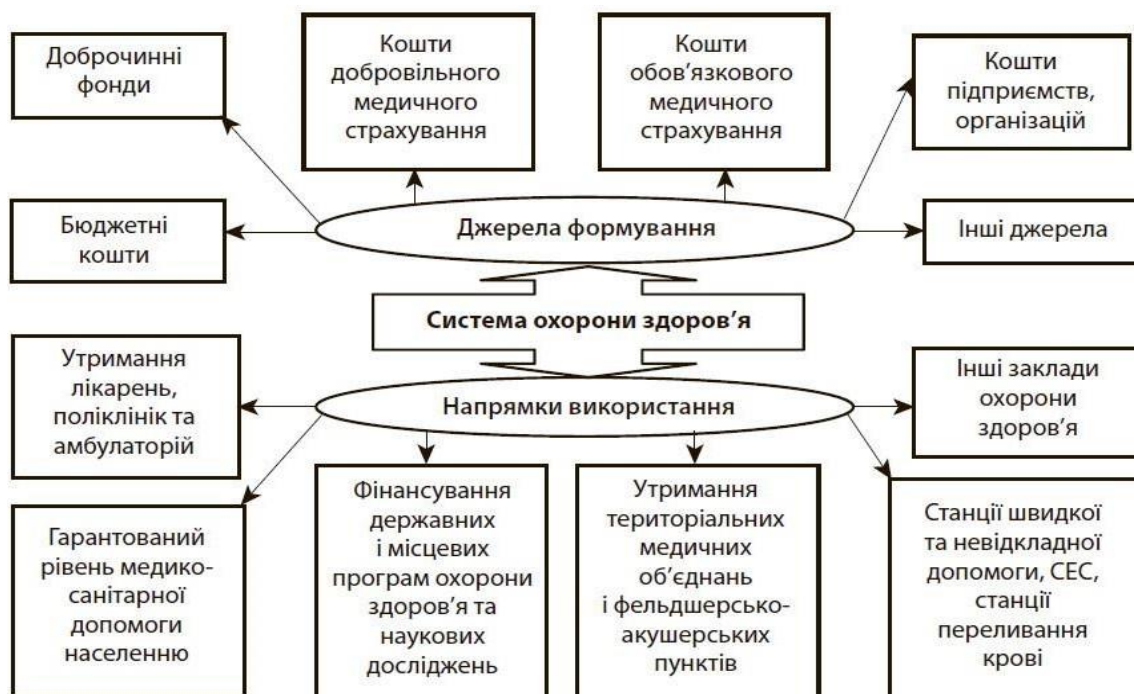 Доброчинні
фонди
Кошти
добровільного
медичного
страхування
Кошти
обов’язкового
медичного
страхування
Кошти
підприємств,
організацій
Бюджетні
кошти
Джерела формування
Інші джерела
Система охорони здоров’я
Утримання
лікарень,
поліклінік та
амбулаторій
Напрямки використання
Інші заклади
охорони
здоров’я
Гарантований
рівень медико-
санітарної
допомоги
населенню
Фінансування
державних
і місцевих
програм охорони
здоров’я та
наукових
досліджень
Утримання
територіальних
медичних
об’єднань
і фельдшерсько-
акушерських
пунктів
Станції швидкої
та невідкладної
допомоги, СЕС,
станції
переливання
крові